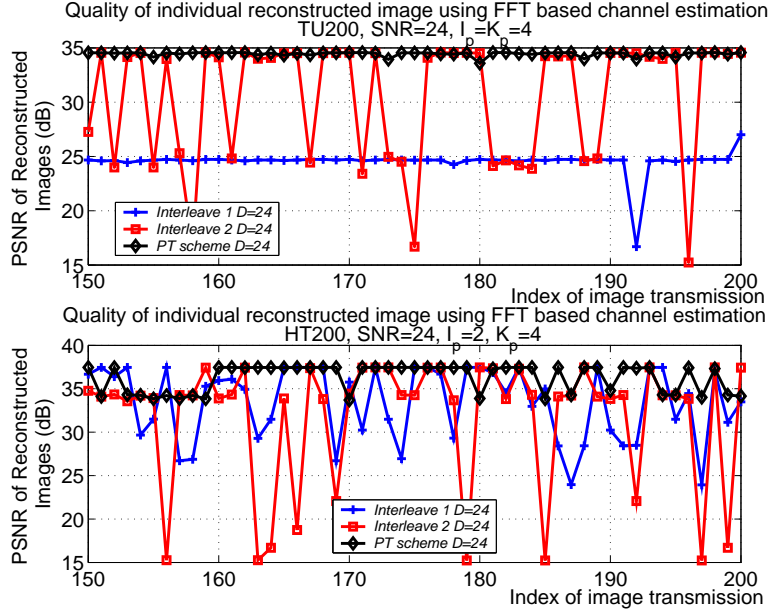 Quality of individual reconstructed image using FFT based channel estimation
TU200, SNR=24, I_p=K_p=4
PSNR of Reconstructed
Images (dB)
35
30
25
20
15
Interleave 1 D=24
Interleave 2 D=24
PT scheme D=24
150 160 170 180 190 200
Index of image transmission
Quality of individual reconstructed image using FFT based channel estimation
HT200, SNR=24, I_p=2, K_p=4
PSNR of Reconstructed
Images (dB)
40
35
30
25
20
15
Interleave 1 D=24
Interleave 2 D=24
PT scheme D=24
150 160 170 180 190 200
Index of image transmission